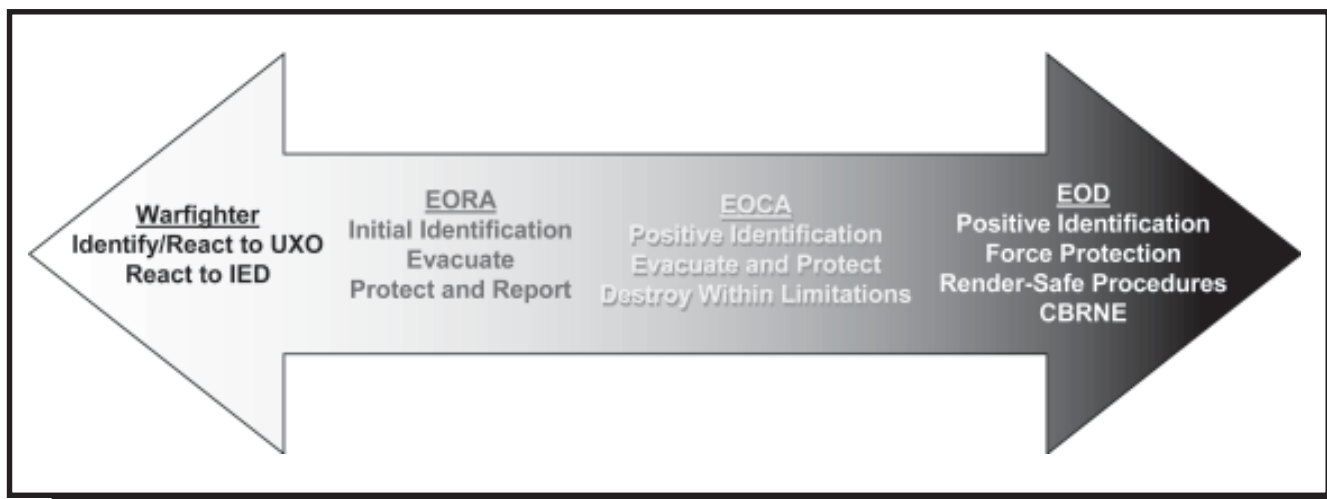 Warfighter
Identify/React to UXO
React to IED
EORA
Initial Identification
Evacuate
Protect and Report
EOCA
Positive Identification
Evacuate and Protect
Destroy Within Limitations
EOD
Positive Identification
Force Protection
Render-Safe Procedures
CBRNE